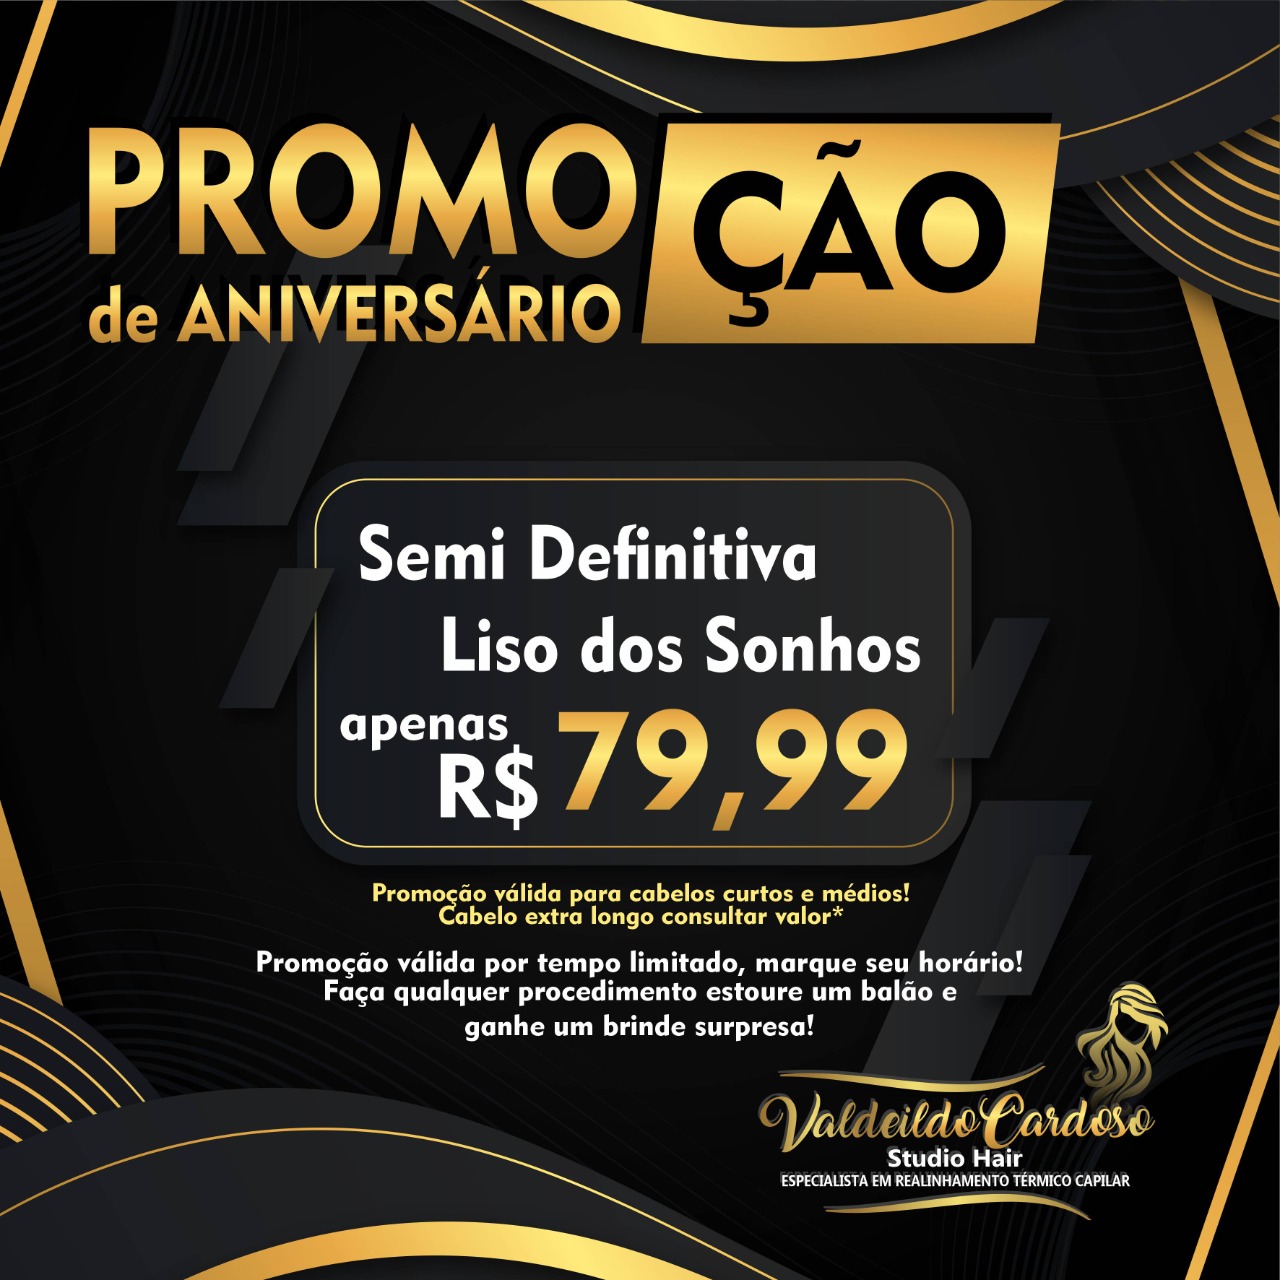 PROMOÇÃO
de ANIVERSÁRIO
Semi Definitiva
Liso dos Sonhos
apenas
R$ 79,99
Promoção válida para cabelos curtos e médios!
Cabelo extra longo consultar valor*
Promoção válida por tempo limitado, marque seu horário!
Faça qualquer procedimento estoure um balão e
ganhe um brinde surpresa!
Valdeildo Cardoso
Studio Hair
ESPECIALISTA EM REALINHAMENTO TÉRMICO CAPILAR